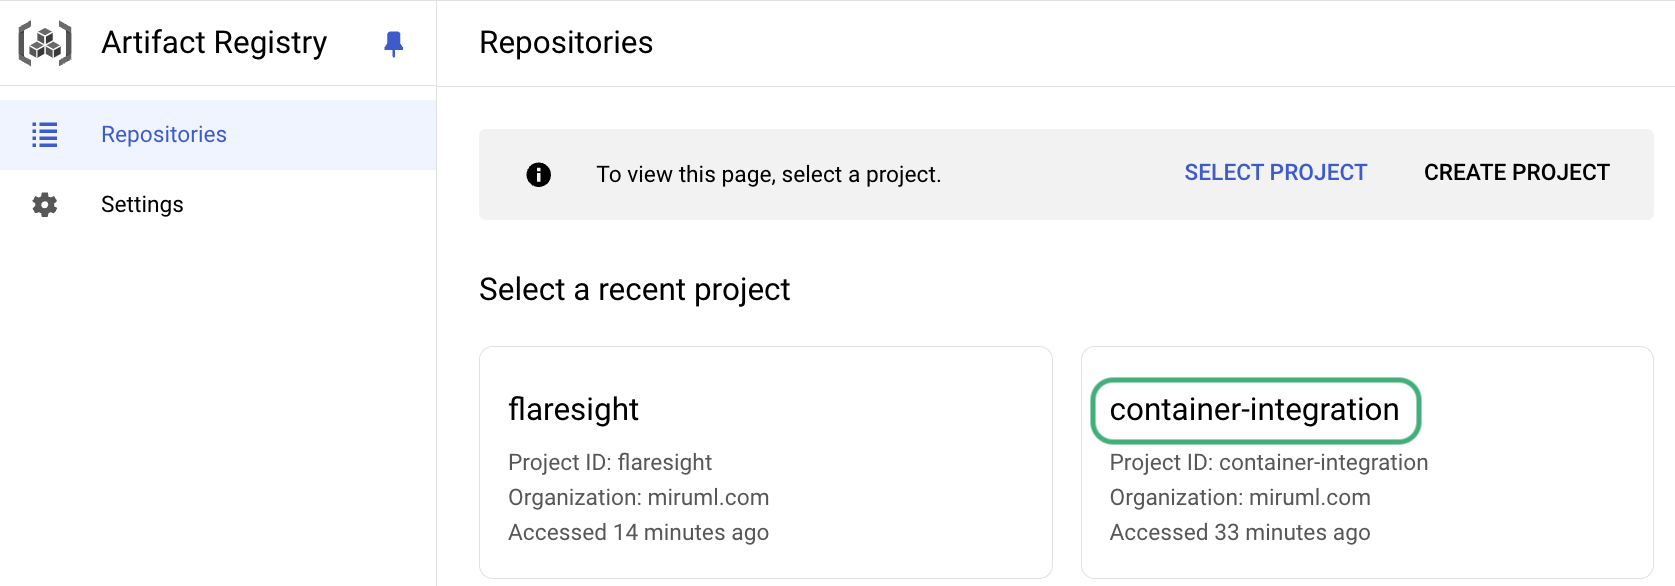 Artifact Registry
Repositories
Settings
Repositories
To view this page, select a project.
SELECT PROJECT
CREATE PROJECT
Select a recent project
flaresight
Project ID: flaresight
Organization: miruml.com
Accessed 14 minutes ago
container-integration
Project ID: container-integration
Organization: miruml.com
Accessed 33 minutes ago